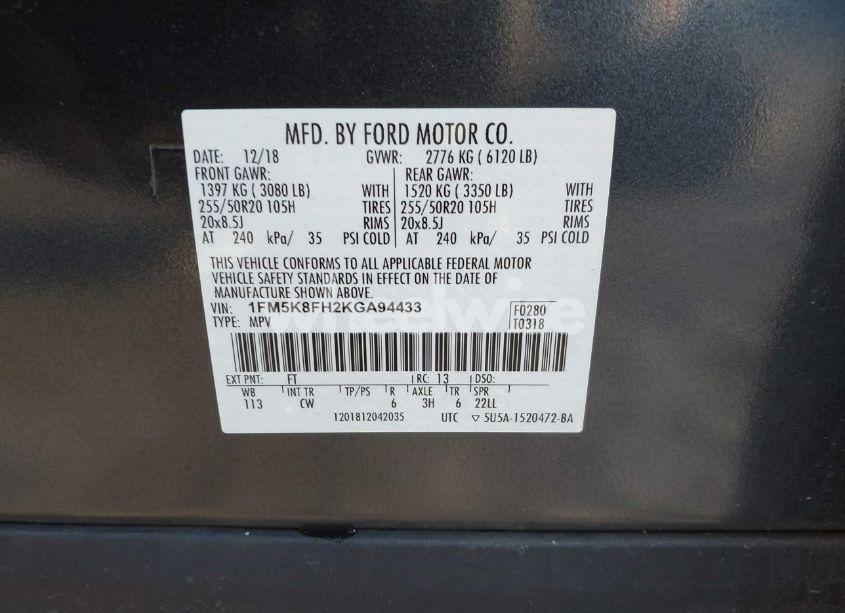 MFD. BY FORD MOTOR CO.
DATE: 12/18 GVWR: 2776 KG ( 6120 LB)
FRONT GAWR: REAR GAWR:
1397 KG ( 3080 LB) WITH 1520 KG ( 3350 LB) WITH
255/50R20 105H TIRES 255/50R20 105H TIRES
20x8.5J RIMS 20x8.5J RIMS
AT 240 kPa/ 35 PSI COLD AT 240 kPa/ 35 PSI COLD
THIS VEHICLE CONFORMS TO ALL APPLICABLE FEDERAL MOTOR
VEHICLE SAFETY STANDARDS IN EFFECT ON THE DATE OF
MANUFACTURE SHOWN ABOVE.
VIN: 1FM5K8FH2KGA94433 F0280
TYPE: MPV T0318
wheelwire
EXT PNT: FT RC: 13 DSO:
WB INT TR TP/PS R AXLE TR SPR
113 CW 6 3H 6 22LL
1201812042035 UTC ▽ 5U5A-1520472-BA